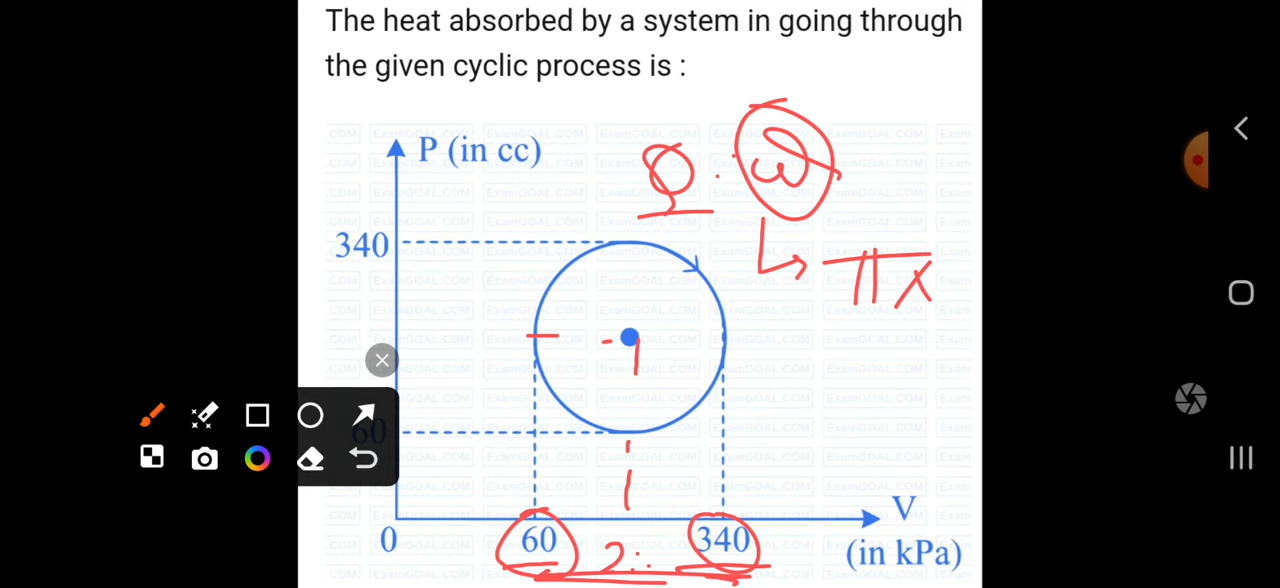 The heat absorbed by a system in going through
the given cyclic process is :
P (in cc)
Q
W
πx
340
60
0
60
340
V
(in kPa)